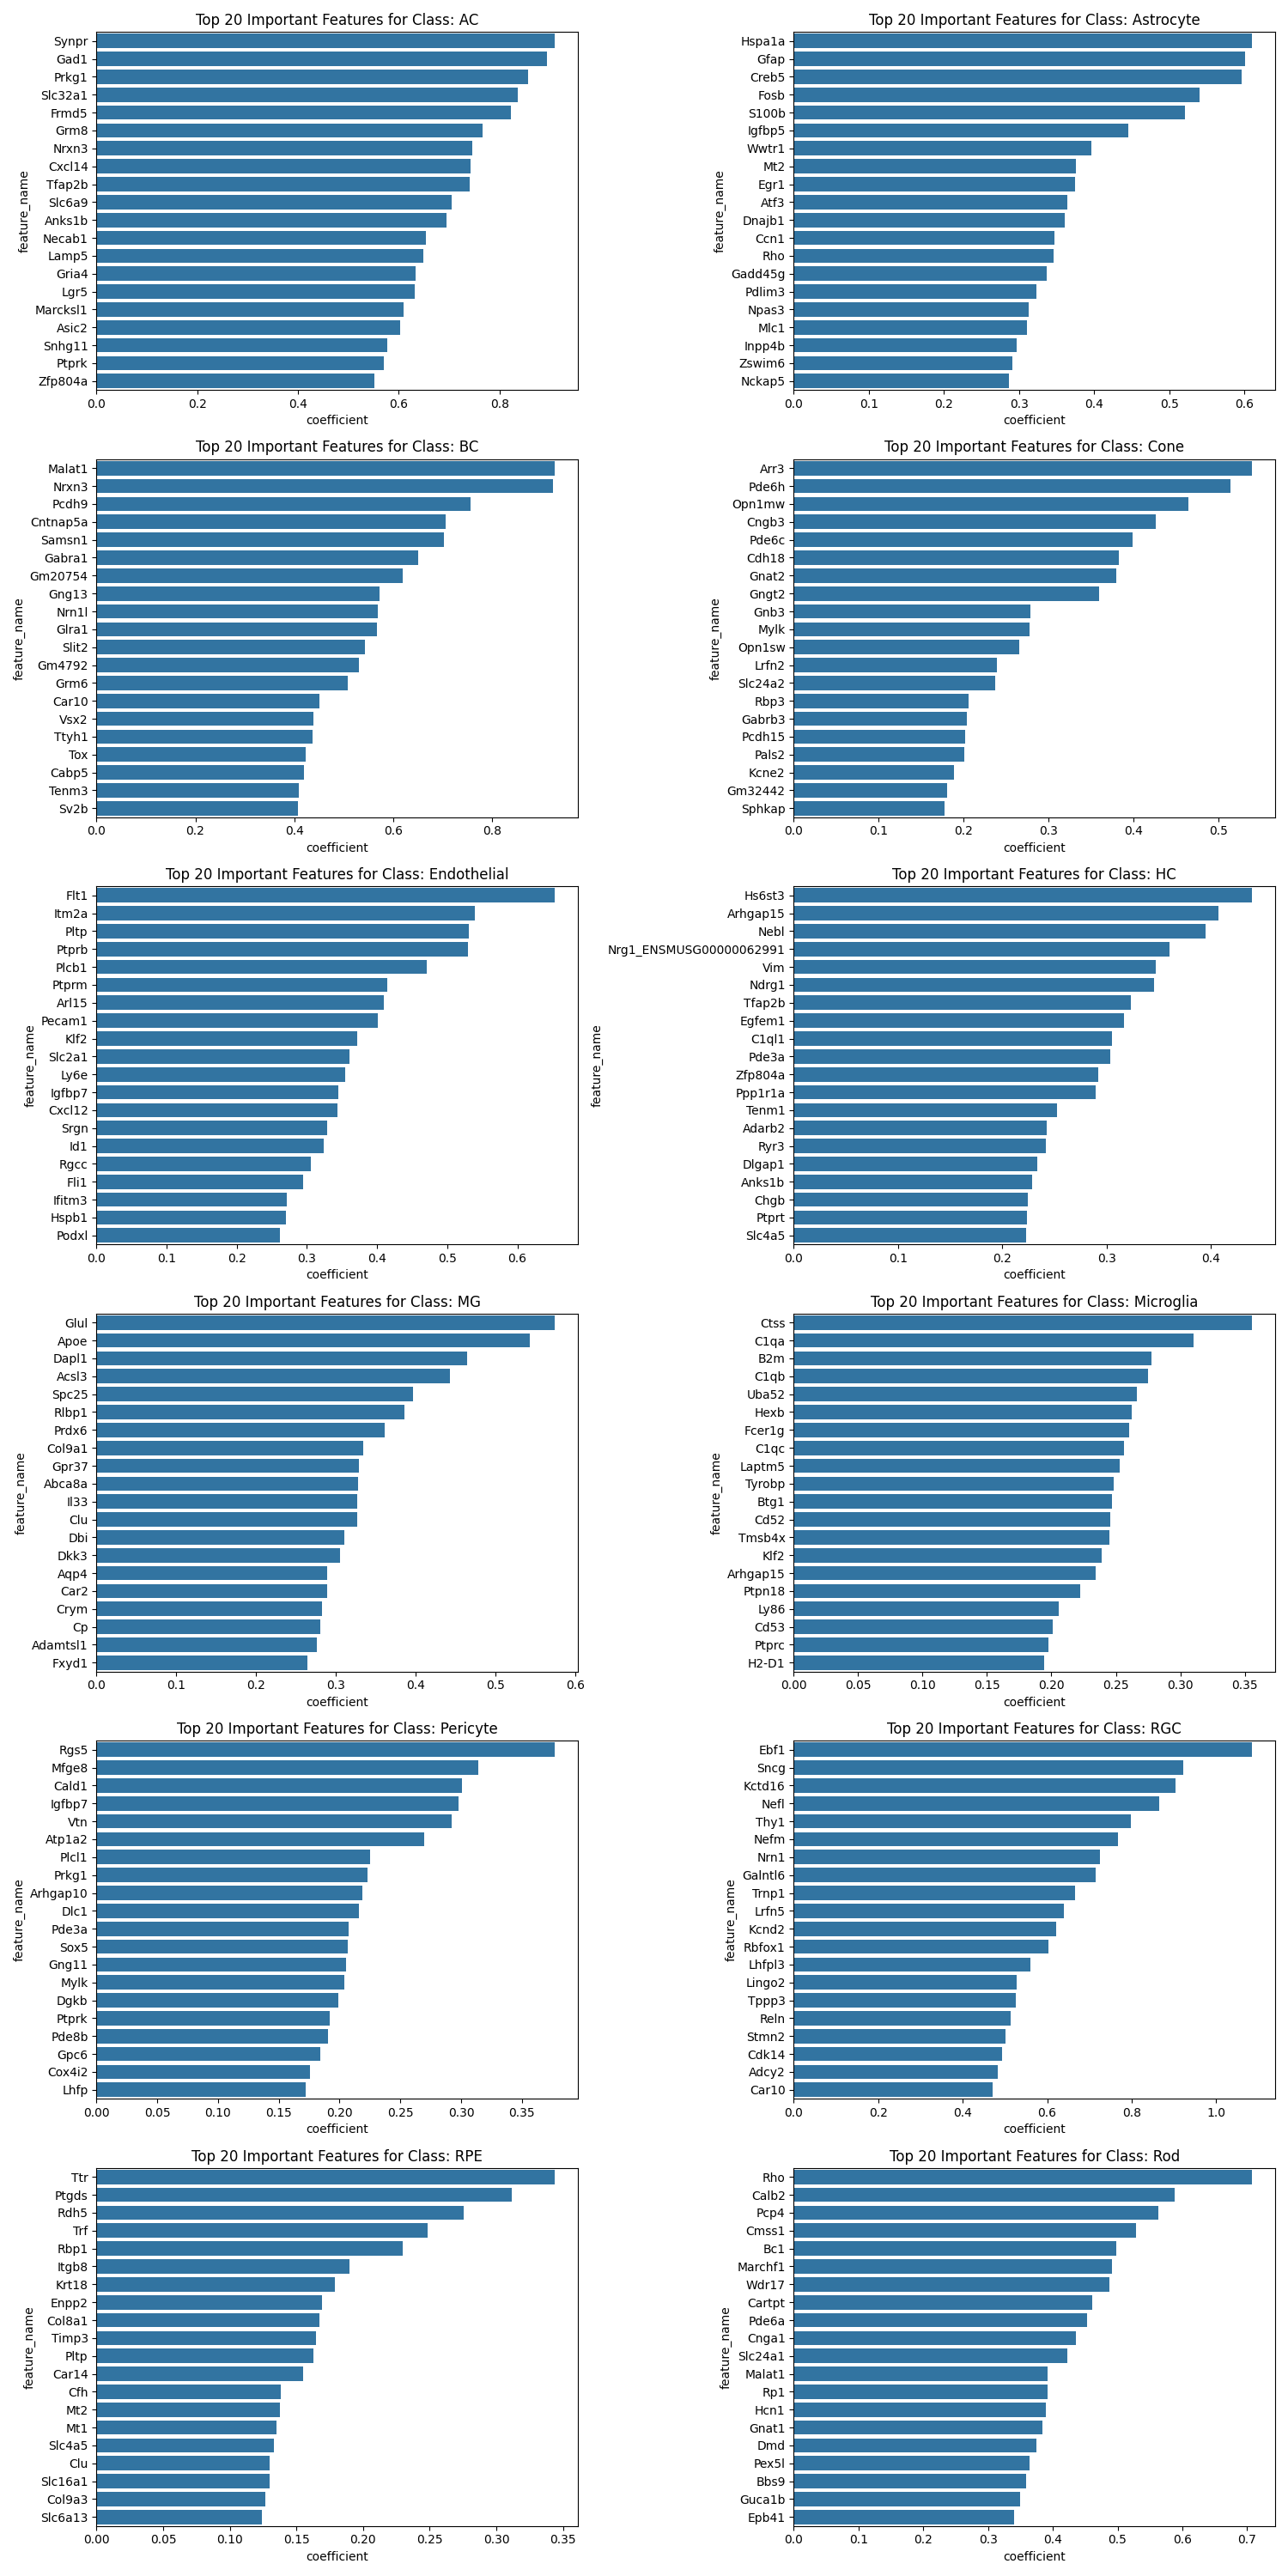 Top 20 Important Features for Class: AC
feature_name
Synpr
Gad1
Prkg1
Slc32a1
Frmd5
Grm8
Nrxn3
Cxcl14
Tfap2b
Slc6a9
Anks1b
Necab1
Lamp5
Gria4
Lgr5
Marcksl1
Asic2
Snhg11
Ptprk
Zfp804a
0.0 0.2 0.4 0.6 0.8
coefficient
Top 20 Important Features for Class: Astrocyte
feature_name
Hspa1a
Gfap
Creb5
Fosb
S100b
Igfbp5
Wwtr1
Mt2
Egr1
Atf3
Dnajb1
Ccn1
Rho
Gadd45g
Pdlim3
Npas3
Mlc1
Inpp4b
Zswim6
Nckap5
0.0 0.1 0.2 0.3 0.4 0.5 0.6
coefficient
Top 20 Important Features for Class: BC
feature_name
Malat1
Nrxn3
Pcdh9
Cntnap5a
Samsn1
Gabra1
Gm20754
Gng13
Nrn1l
Glra1
Slit2
Gm4792
Grm6
Car10
Vsx2
Ttyh1
Tox
Cabp5
Tenm3
Sv2b
0.0 0.2 0.4 0.6 0.8
coefficient
Top 20 Important Features for Class: Cone
feature_name
Arr3
Pde6h
Opn1mw
Cngb3
Pde6c
Cdh18
Gnat2
Gngt2
Gnb3
Mylk
Opn1sw
Lrfn2
Slc24a2
Rbp3
Gabrb3
Pcdh15
Pals2
Kcne2
Gm32442
Sphkap
0.0 0.1 0.2 0.3 0.4 0.5
coefficient
Top 20 Important Features for Class: Endothelial
feature_name
Flt1
Itm2a
Pltp
Ptprb
Plcb1
Ptprm
Arl15
Pecam1
Klf2
Slc2a1
Ly6e
Igfbp7
Cxcl12
Srgn
Id1
Rgcc
Fli1
Ifitm3
Hspb1
Podxl
0.0 0.1 0.2 0.3 0.4 0.5 0.6
coefficient
Top 20 Important Features for Class: HC
feature_name
Hs6st3
Arhgap15
Nebl
Nrg1_ENSMUSG00000062991
Vim
Ndrg1
Tfap2b
Egfem1
C1ql1
Pde3a
Zfp804a
Ppp1r1a
Tenm1
Adarb2
Ryr3
Dlgap1
Anks1b
Chgb
Ptprt
Slc4a5
0.0 0.1 0.2 0.3 0.4
coefficient
Top 20 Important Features for Class: MG
feature_name
Glul
Apoe
Dapl1
Acsl3
Spc25
Rlbp1
Prdx6
Col9a1
Gpr37
Abca8a
Il33
Clu
Dbi
Dkk3
Aqp4
Car2
Crym
Cp
Adamtsl1
Fxyd1
0.0 0.1 0.2 0.3 0.4 0.5 0.6
coefficient
Top 20 Important Features for Class: Microglia
feature_name
Ctss
C1qa
B2m
C1qb
Uba52
Hexb
Fcer1g
C1qc
Laptm5
Tyrobp
Btg1
Cd52
Tmsb4x
Klf2
Arhgap15
Ptpn18
Ly86
Cd53
Ptprc
H2-D1
0.00 0.05 0.10 0.15 0.20 0.25 0.30 0.35
coefficient
Top 20 Important Features for Class: Pericyte
feature_name
Rgs5
Mfge8
Cald1
Igfbp7
Vtn
Atp1a2
Plcl1
Prkg1
Arhgap10
Dlc1
Pde3a
Sox5
Gng11
Mylk
Dgkb
Ptprk
Pde8b
Gpc6
Cox4i2
Lhfp
0.00 0.05 0.10 0.15 0.20 0.25 0.30 0.35
coefficient
Top 20 Important Features for Class: RGC
feature_name
Ebf1
Sncg
Kctd16
Nefl
Thy1
Nefm
Nrn1
Galntl6
Trnp1
Lrfn5
Kcnd2
Rbfox1
Lhfpl3
Lingo2
Tppp3
Reln
Stmn2
Cdk14
Adcy2
Car10
0.0 0.2 0.4 0.6 0.8 1.0
coefficient
Top 20 Important Features for Class: RPE
feature_name
Ttr
Ptgds
Rdh5
Trf
Rbp1
Itgb8
Krt18
Enpp2
Col8a1
Timp3
Pltp
Car14
Cfh
Mt2
Mt1
Slc4a5
Clu
Slc16a1
Col9a3
Slc6a13
0.00 0.05 0.10 0.15 0.20 0.25 0.30 0.35
coefficient
Top 20 Important Features for Class: Rod
feature_name
Rho
Calb2
Pcp4
Cmss1
Bc1
Marchf1
Wdr17
Cartpt
Pde6a
Cnga1
Slc24a1
Malat1
Rp1
Hcn1
Gnat1
Dmd
Pex5l
Bbs9
Guca1b
Epb41
0.0 0.1 0.2 0.3 0.4 0.5 0.6 0.7
coefficient